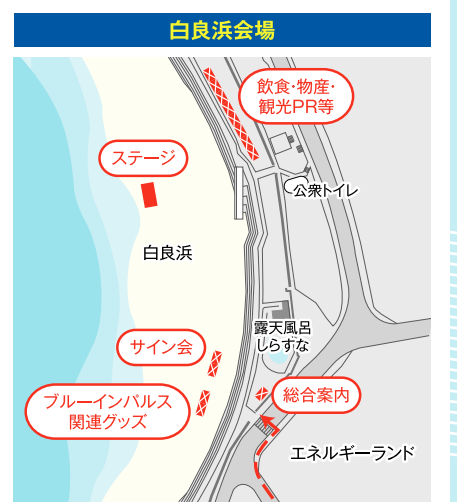 白良浜会場
飲食・物産・
観光PR等
ステージ
公衆トイレ
白良浜
露天風呂
しらすな
サイン会
ブルーインパルス
関連グッズ
総合案内
エネルギーランド